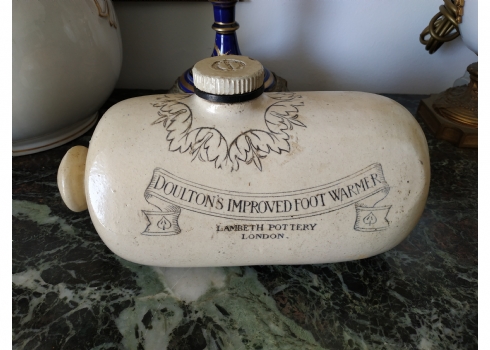 DOULTON'S IMPROVED FOOT WARMER
LAMBETH POTTERY
LONDON.